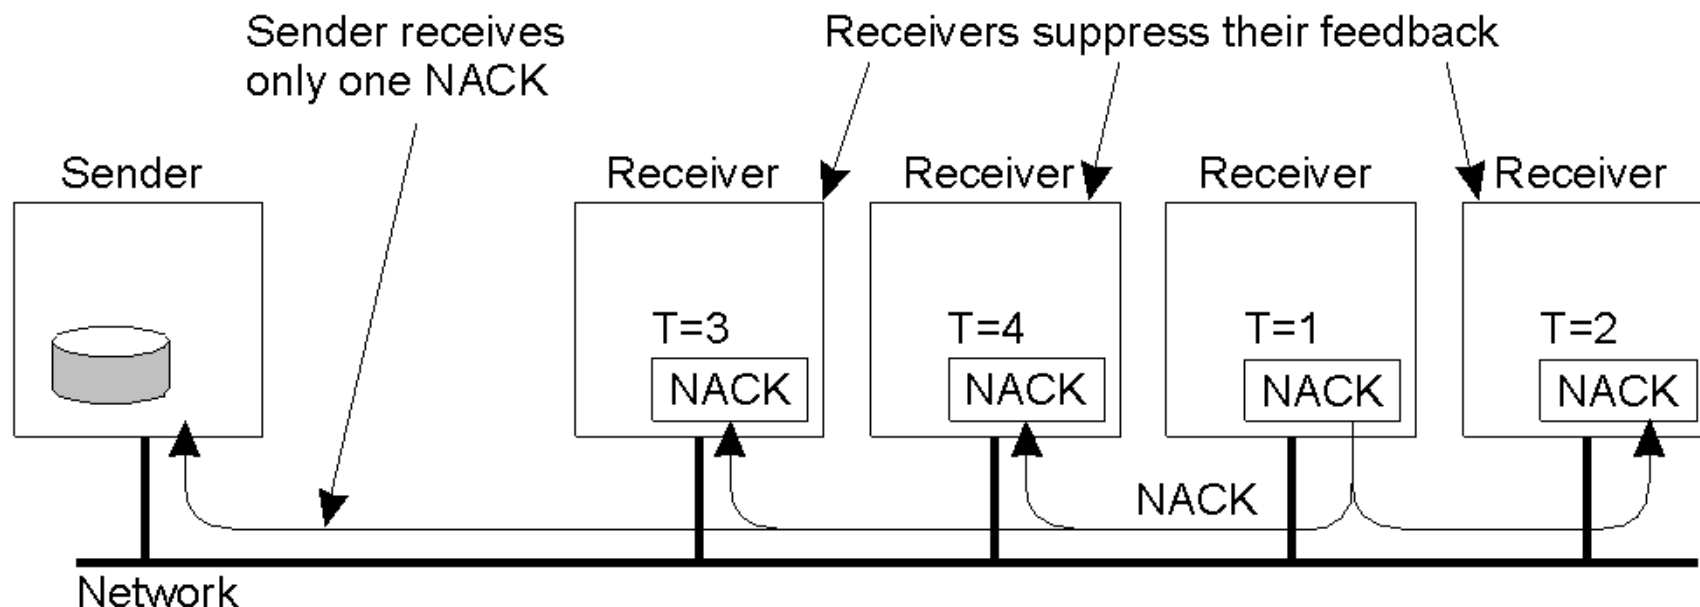 Sender receives
only one NACK
Receivers suppress their feedback
Sender
Receiver
Receiver
Receiver
Receiver
T=3
T=4
T=1
T=2
NACK
NACK
NACK
NACK
NACK
Network